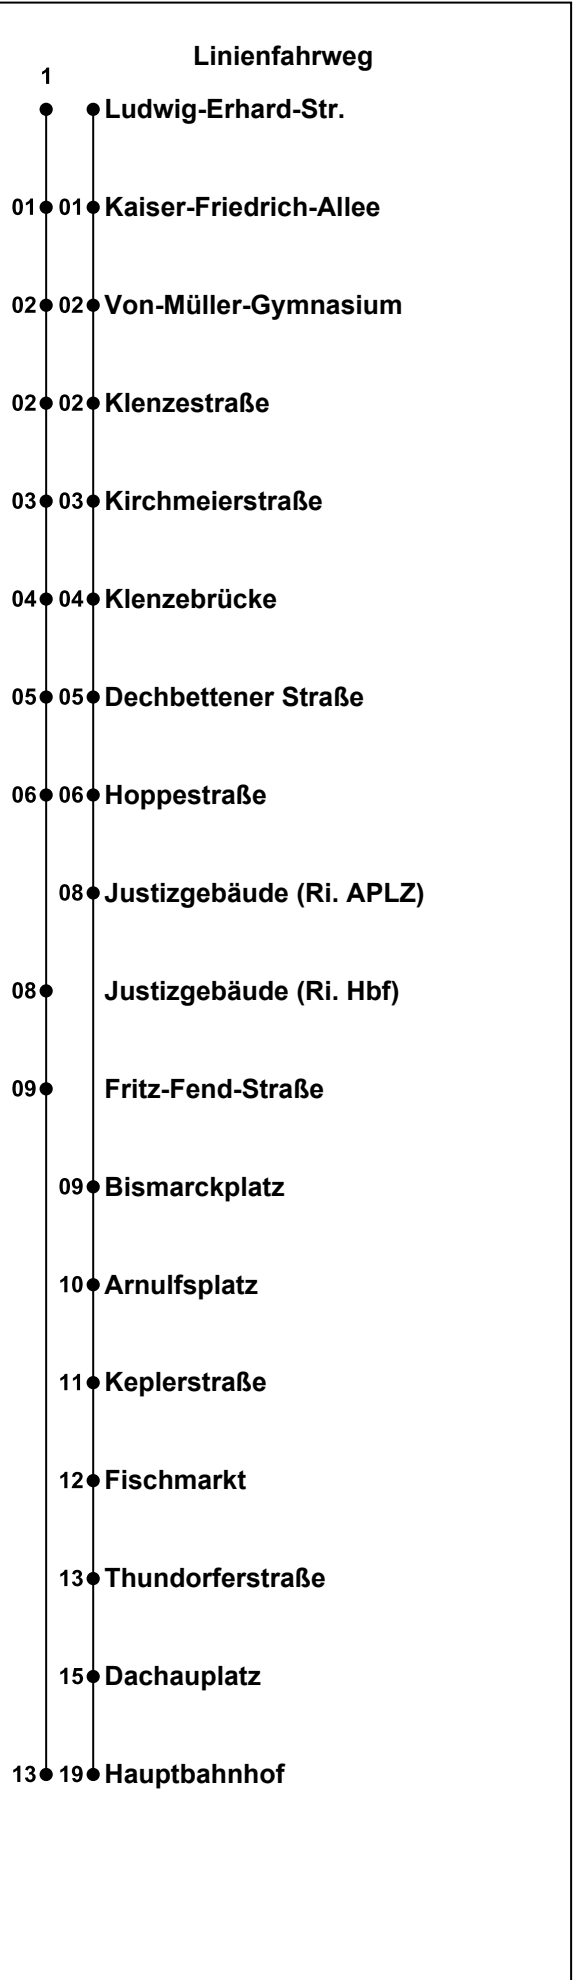 Linienfahrweg
1
Ludwig-Erhard-Str.
01 01 Kaiser-Friedrich-Allee
02 02 Von-Müller-Gymnasium
02 02 Klenzestraße
03 03 Kirchmeierstraße
04 04 Klenzebrücke
05 05 Dechbettener Straße
06 06 Hoppestraße
08 Justizgebäude (Ri. APLZ)
08 Justizgebäude (Ri. Hbf)
09 Fritz-Fend-Straße
09 Bismarckplatz
10 Arnulfsplatz
11 Keplerstraße
12 Fischmarkt
13 Thundorferstraße
15 Dachauplatz
13 19 Hauptbahnhof